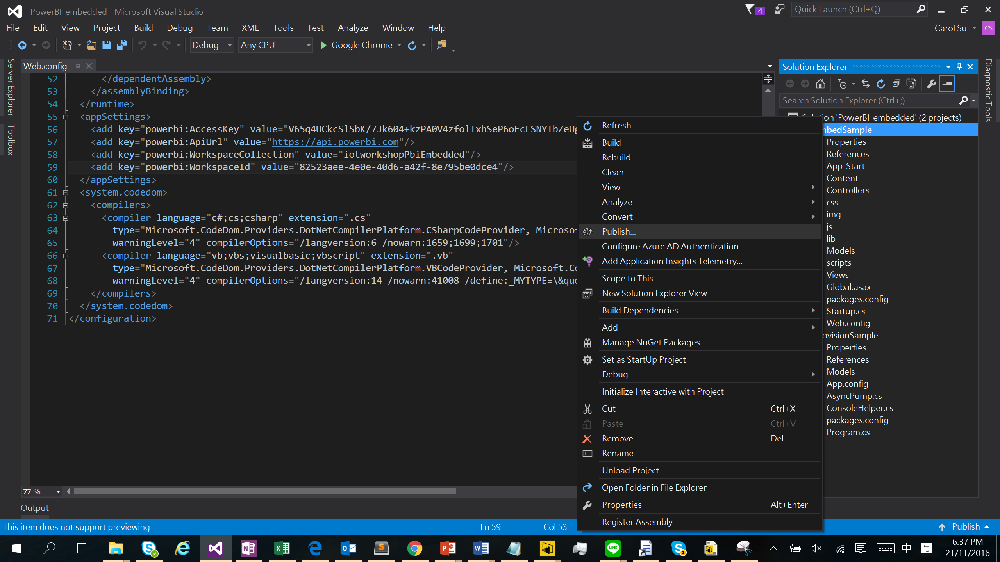 PowerBI-embedded - Microsoft Visual Studio
4
Quick Launch (Ctrl+Q)
File Edit View Project Build Debug Team XML Tools Test Analyze Window Help
Carol Su
CS
Debug Any CPU Google Chrome
Server Explorer
Toolbox
Web.config
52 </dependentAssembly>
53 </assemblyBinding>
54 </runtime>
55 <appSettings>
56 <add key="powerbi:AccessKey" value="V65q4UCkcSlSbK/7Jk604+kzPA0V4zfolIxhSeP6oFcLSNYIbZeUg
57 <add key="powerbi:ApiUrl" value="https://api.powerbi.com"/>
58 <add key="powerbi:WorkspaceCollection" value="iotworkshopPbiEmbedded"/>
59 <add key="powerbi:WorkspaceId" value="82523aee-4e0e-40d6-a42f-8e795be0dce4"/>
60 </appSettings>
61 <system.codedom>
62 <compilers>
63 <compiler language="c#;cs;csharp" extension=".cs"
64 type="Microsoft.CodeDom.Providers.DotNetCompilerPlatform.CSharpCodeProvider, Microsof
65 warningLevel="4" compilerOptions="/langversion:6 /nowarn:1659;1699;1701"/>
66 <compiler language="vb;vbs;visualbasic;vbscript" extension=".vb"
67 type="Microsoft.CodeDom.Providers.DotNetCompilerPlatform.VBCodeProvider, Microsoft.Co
68 warningLevel="4" compilerOptions="/langversion:14 /nowarn:41008 /define:_MYTYPE=\&quo
69 </compilers>
70 </system.codedom>
71 </configuration>
77 %
Output
Refresh
Build
Rebuild
Clean
View
Analyze
Convert
Publish...
Configure Azure AD Authentication...
Add Application Insights Telemetry...
Scope to This
New Solution Explorer View
Build Dependencies
Add
Manage NuGet Packages...
Set as StartUp Project
Debug
Initialize Interactive with Project
Cut Ctrl+X
Paste Ctrl+V
Remove Del
Rename
Unload Project
Open Folder in File Explorer
Properties Alt+Enter
Register Assembly
Solution Explorer
Search Solution Explorer (Ctrl+;)
'PowerBI-embedded' (2 projects)
mbedSample
Properties
References
App_Start
Content
Controllers
css
img
js
lib
Models
scripts
Views
Global.asax
packages.config
Startup.cs
Web.config
ovisionSample
Properties
References
Models
App.config
AsyncPump.cs
ConsoleHelper.cs
packages.config
Program.cs
Diagnostic Tools
This item does not support previewing
Ln 59 Col 53
Publish
中
6:37 PM
21/11/2016